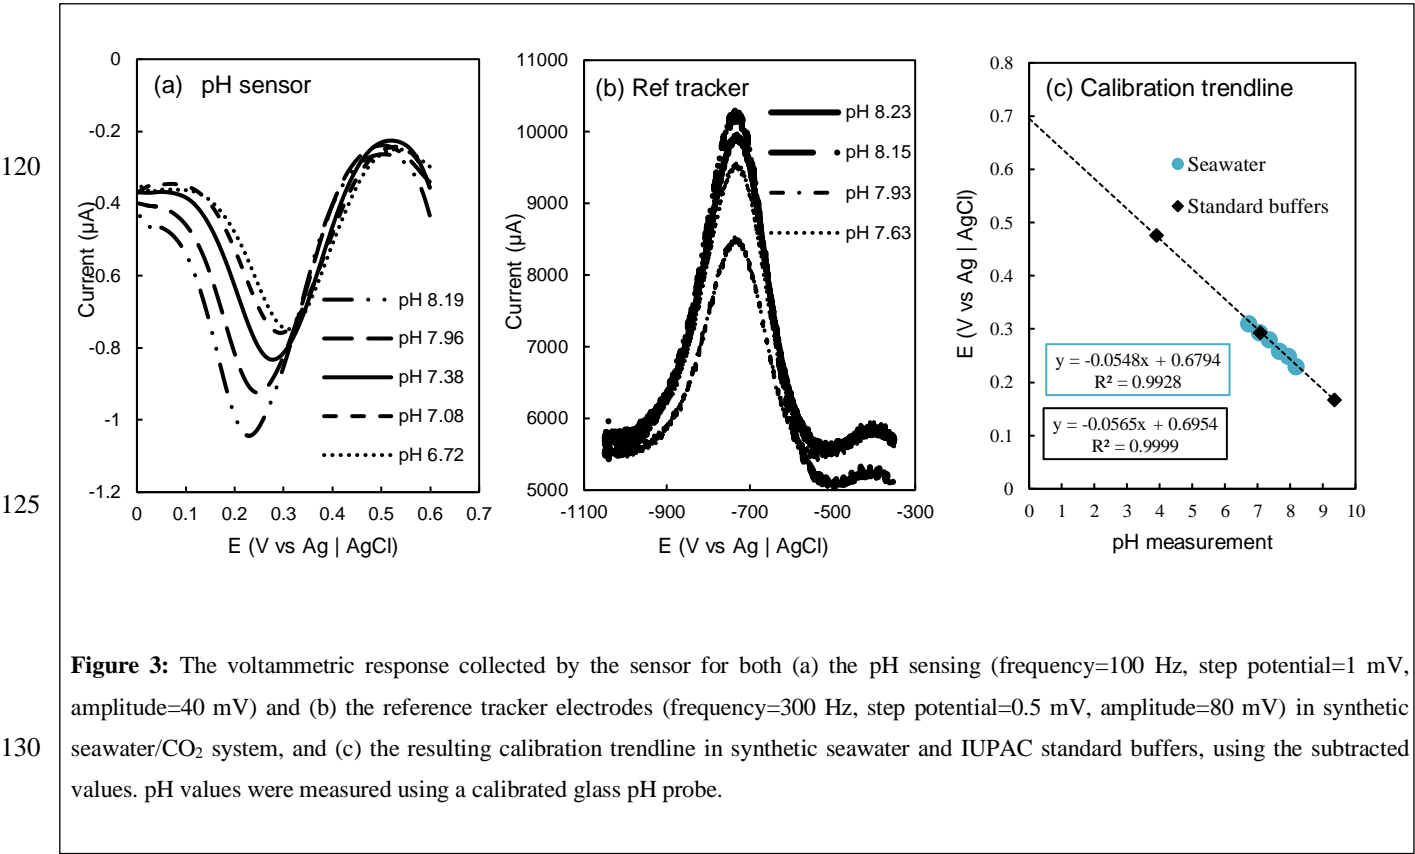 (a) pH sensor
0
-0.2
-0.4
-0.6
-0.8
-1
-1.2
Current (µA)
pH 8.19
pH 7.96
pH 7.38
pH 7.08
pH 6.72
0 0.1 0.2 0.3 0.4 0.5 0.6 0.7
E (V vs Ag | AgCl)
(b) Ref tracker
11000
10000
9000
8000
7000
6000
5000
Current (µA)
pH 8.23
pH 8.15
pH 7.93
pH 7.63
-1100 -900 -700 -500 -300
E (V vs Ag | AgCl)
(c) Calibration trendline
0.8
0.7
0.6
0.5
0.4
0.3
0.2
0.1
0
E (V vs Ag | AgCl)
Seawater
Standard buffers
y = -0.0548x + 0.6794
R² = 0.9928
y = -0.0565x + 0.6954
R² = 0.9999
0 1 2 3 4 5 6 7 8 9 10
pH measurement
120
125
Figure 3: The voltammetric response collected by the sensor for both (a) the pH sensing (frequency=100 Hz, step potential=1 mV,
amplitude=40 mV) and (b) the reference tracker electrodes (frequency=300 Hz, step potential=0.5 mV, amplitude=80 mV) in synthetic
130 seawater/CO₂ system, and (c) the resulting calibration trendline in synthetic seawater and IUPAC standard buffers, using the subtracted
values. pH values were measured using a calibrated glass pH probe.